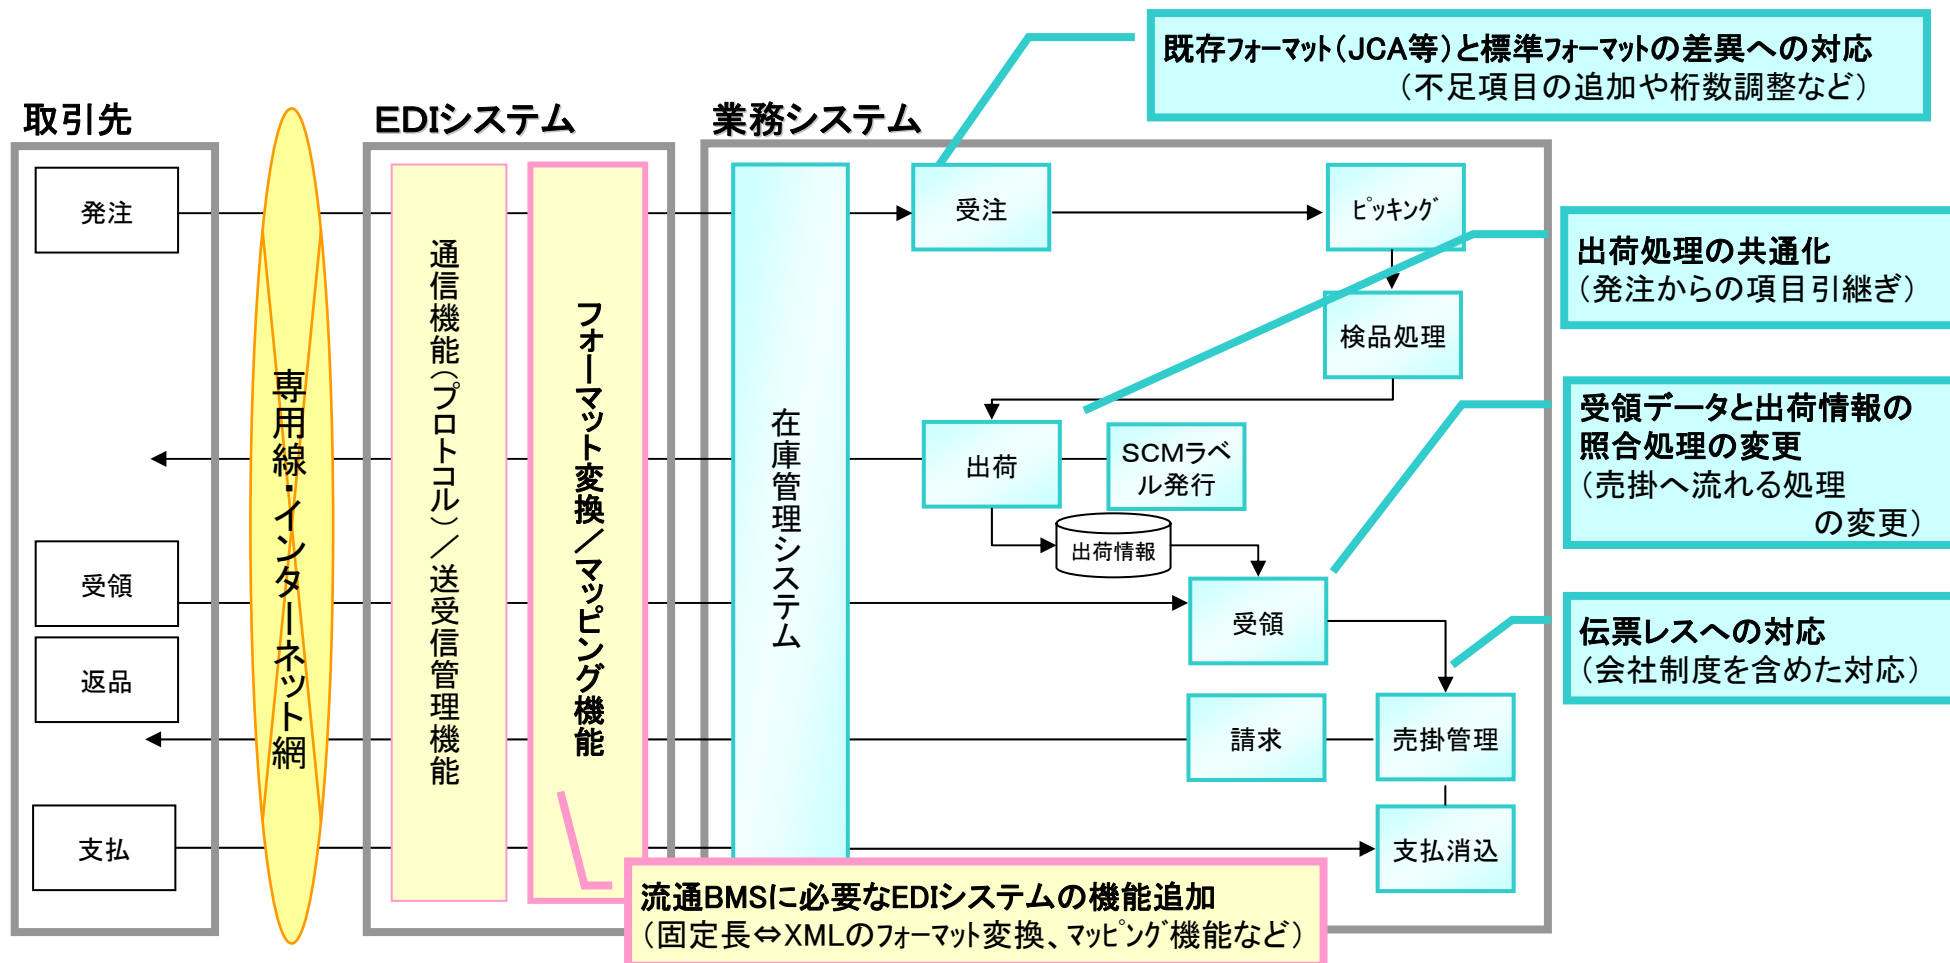 既存フォーマット（JCA等）と標準フォーマットの差異への対応
（不足項目の追加や桁数調整など）
取引先
EDIシステム
業務システム
発注
受注
ﾋﾟｯｷﾝｸﾞ
出荷処理の共通化
（発注からの項目引継ぎ）
検品処理
専用線・インターネット網
通信機能（プロトコル）／送受信管理機能
フォーマット変換／マッピング機能
在庫管理システム
受領データと出荷情報の
照合処理の変更
（売掛へ流れる処理
の変更）
出荷
SCMラベ
ル発行
出荷情報
受領
受領
伝票レスへの対応
（会社制度を含めた対応）
返品
請求
売掛管理
支払
支払消込
流通BMSに必要なEDIシステムの機能追加
（固定長⇔XMLのフォーマット変換、マッピング機能など）